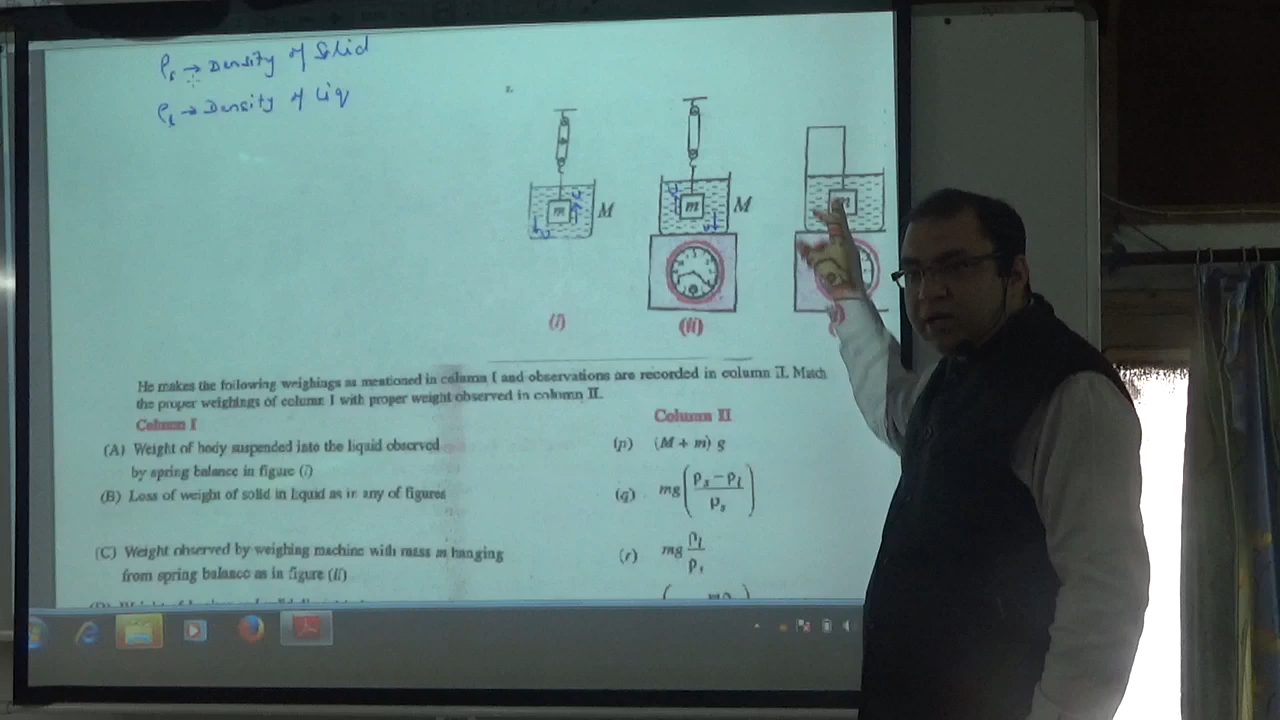 ρs → Density of Solid
ρl → Density of Liq
m
M
m
M
m
(i)
(ii)
He makes the following weighings as mentioned in column I and observations are recorded in column II. Match
the proper weighings of column I with proper weight observed in column II.
Column I
Column II
(A) Weight of body suspended into the liquid observed
by spring balance in figure (i)
(p) (M + m) g
(B) Loss of weight of solid in liquid as in any of figures
(q) mg((ρs − ρl)/ρs)
(C) Weight observed by weighing machine with mass m hanging
from spring balance as in figure (ii)
(r) mg ρl/ρs